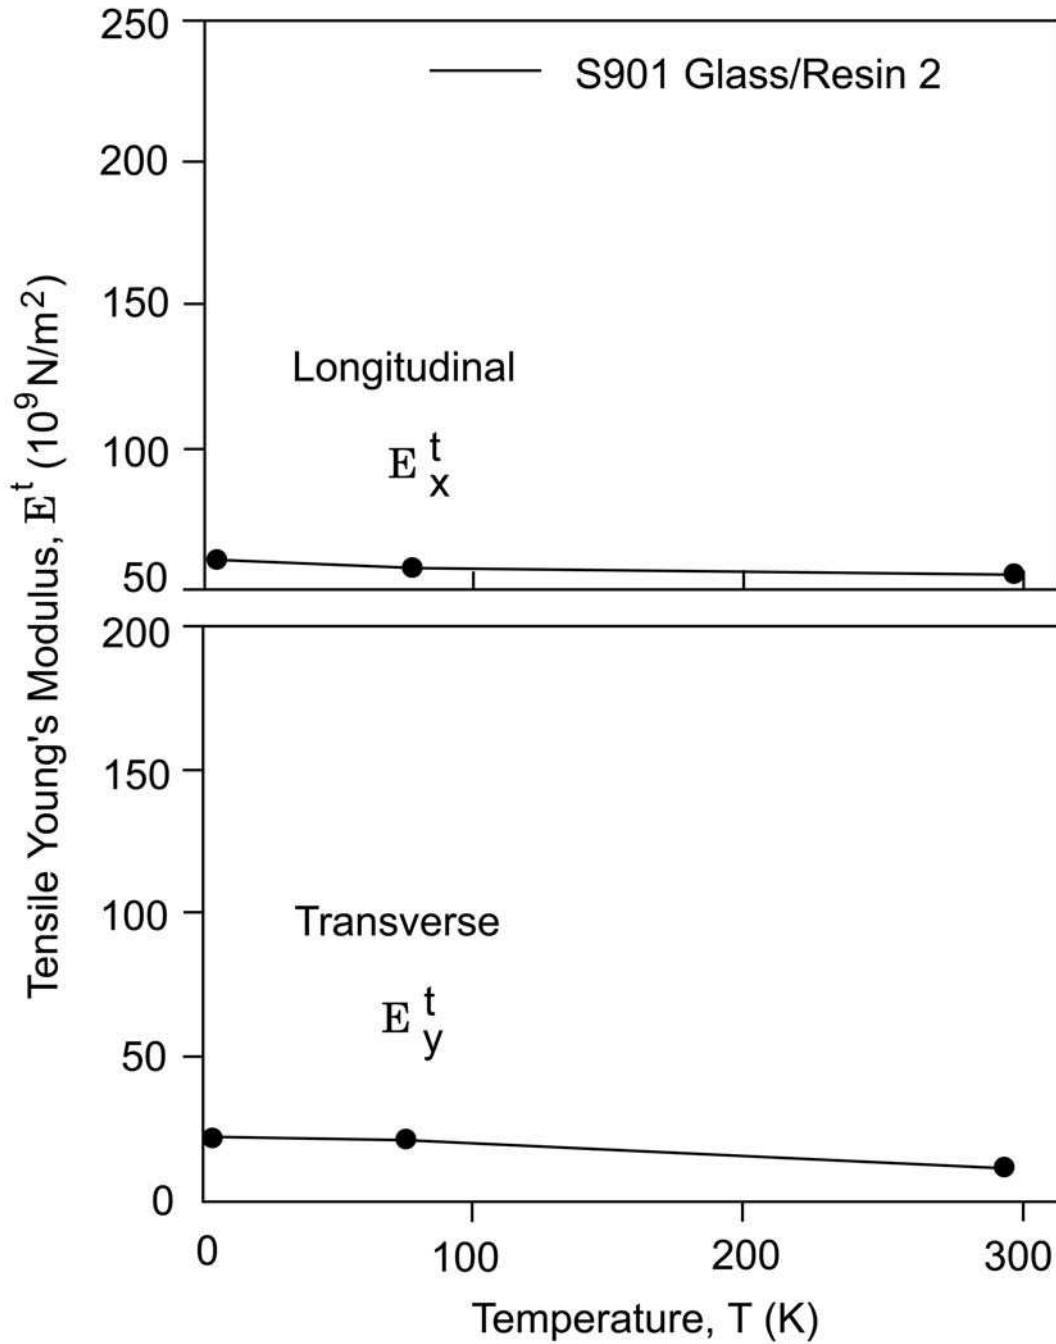 250
S901 Glass/Resin 2
200
150
Longitudinal
100
E t x
50
Tensile Young's Modulus, E^t (10^9 N/m^2)
200
150
100
Transverse
E t y
50
0
0 100 200 300
Temperature, T (K)